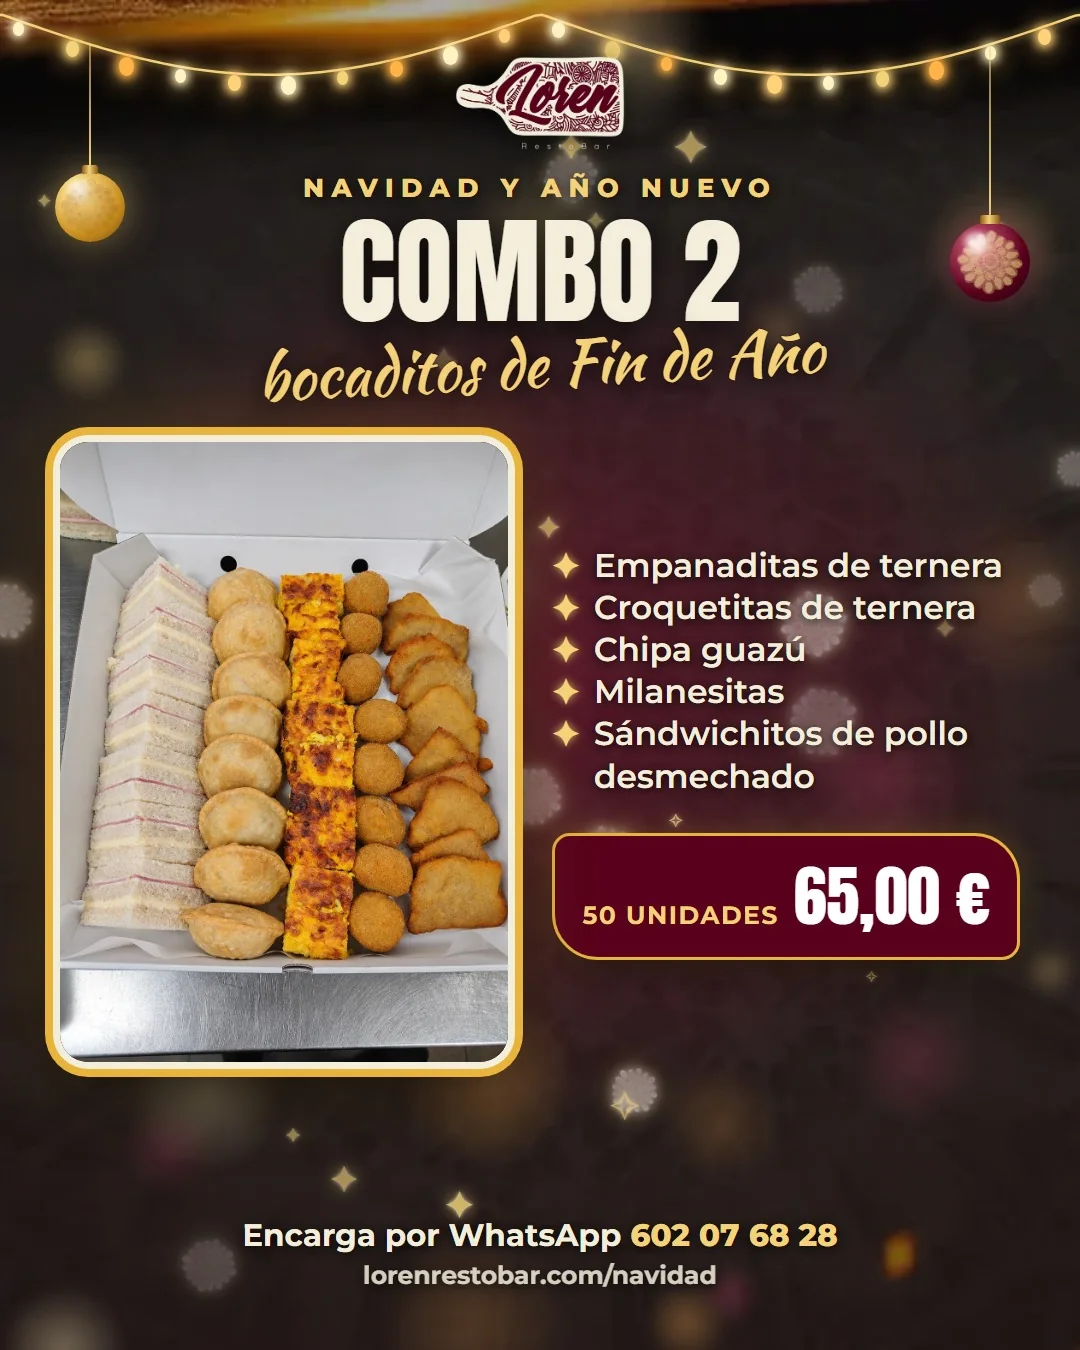 Loren
RestoBar
NAVIDAD Y AÑO NUEVO
COMBO 2
bocaditos de Fin de Año
Empanaditas de ternera
Croquetitas de ternera
Chipa guazú
Milanesitas
Sándwichitos de pollo
desmechado
50 UNIDADES 65,00 €
Encarga por WhatsApp 602 07 68 28
lorenrestobar.com/navidad